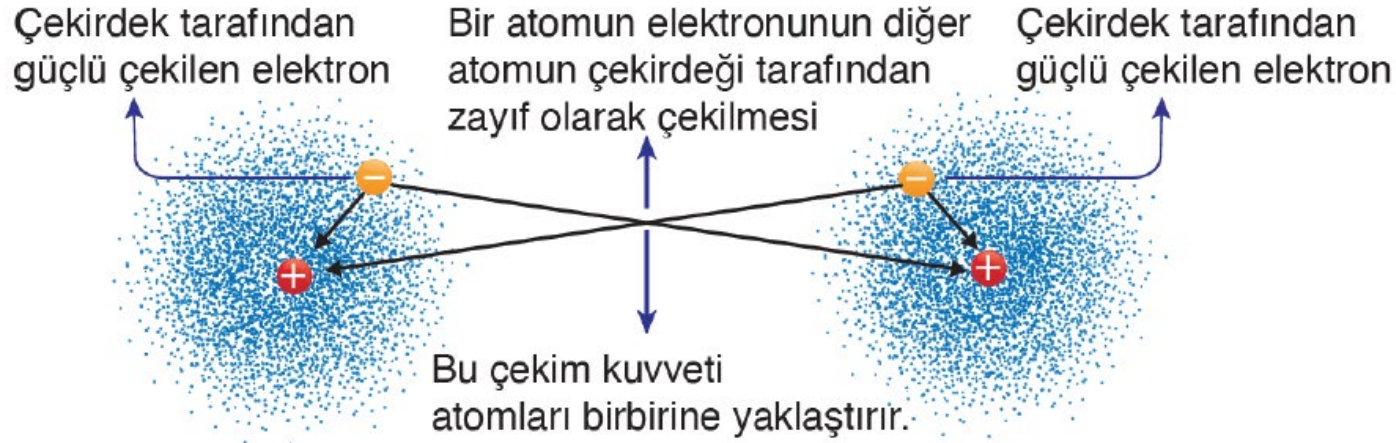 Çekirdek tarafından
güçlü çekilen elektron
Bir atomun elektronunun diğer
atomun çekirdeği tarafından
zayıf olarak çekilmesi
Çekirdek tarafından
güçlü çekilen elektron
−
−
+
+
Bu çekim kuvveti
atomları birbirine yaklaştırır.